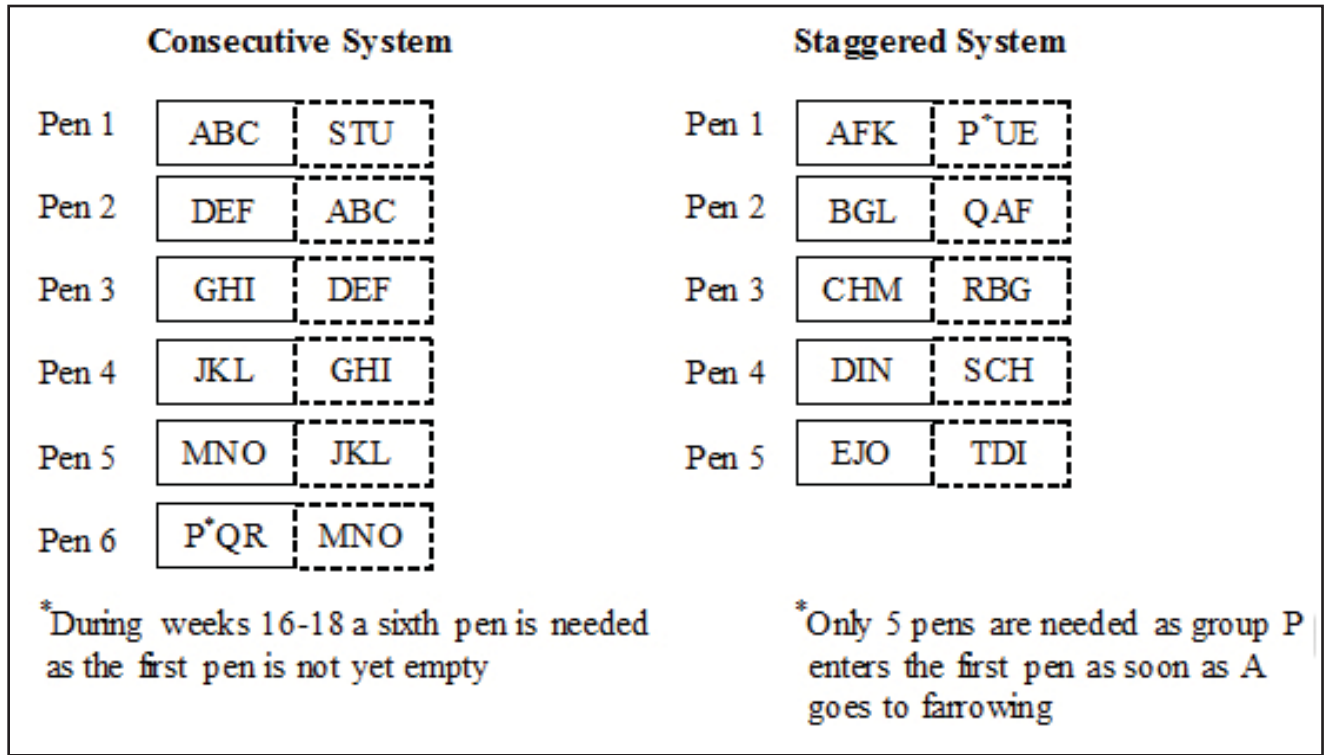 Consecutive System
Pen 1 ABC STU
Pen 2 DEF ABC
Pen 3 GHI DEF
Pen 4 JKL GHI
Pen 5 MNO JKL
Pen 6 P*QR MNO
*During weeks 16-18 a sixth pen is needed
as the first pen is not yet empty
Staggered System
Pen 1 AFK P*UE
Pen 2 BGL QAF
Pen 3 CHM RBG
Pen 4 DIN SCH
Pen 5 EJO TDI
*Only 5 pens are needed as group P
enters the first pen as soon as A
goes to farrowing